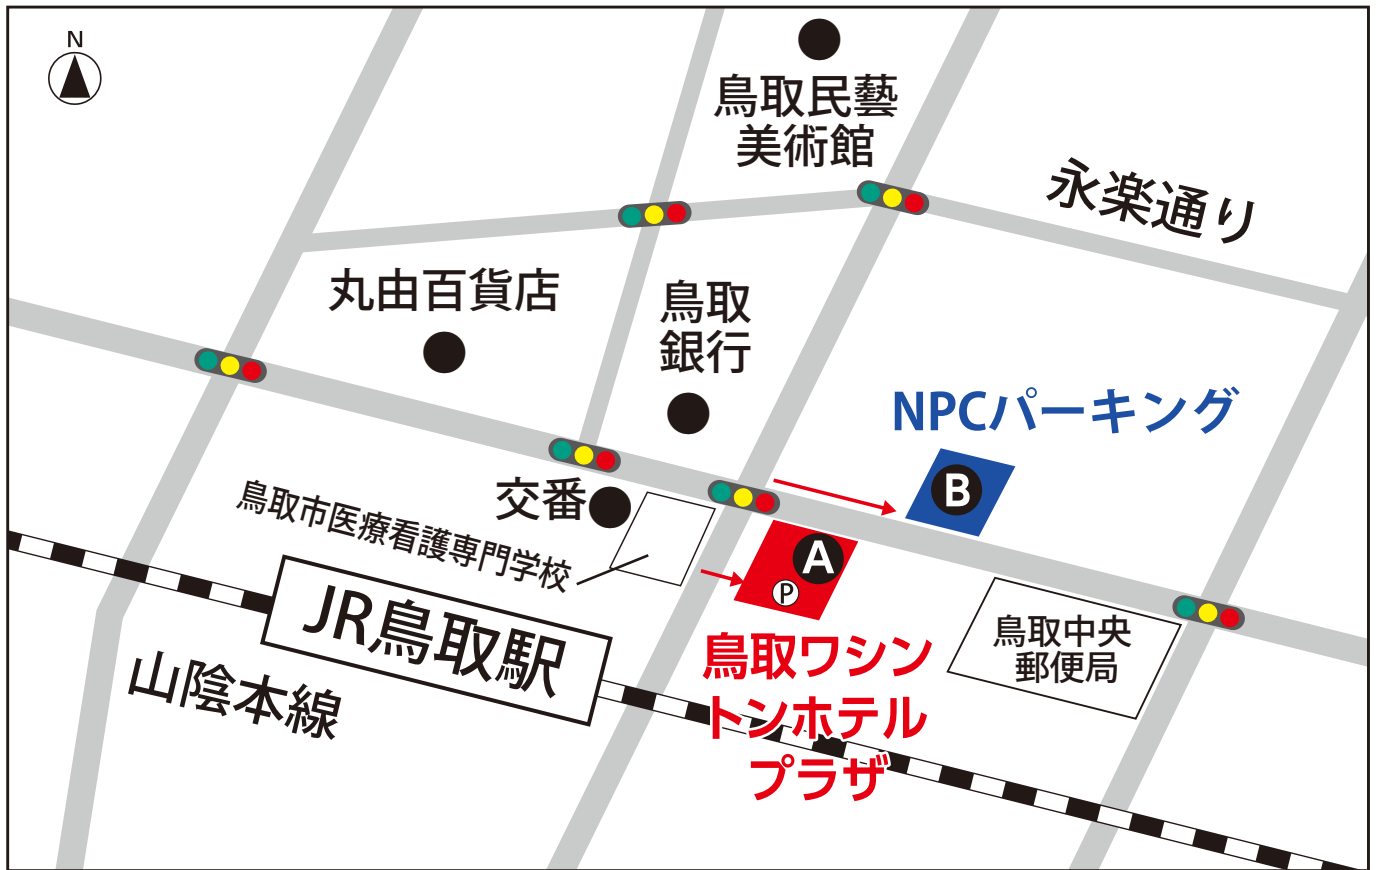 N
鳥取民藝
美術館
永楽通り
丸由百貨店
鳥取
銀行
NPCパーキング
B
交番
鳥取市医療看護専門学校
A
P
JR鳥取駅
鳥取中央
郵便局
鳥取ワシン
トンホテル
プラザ
山陰本線